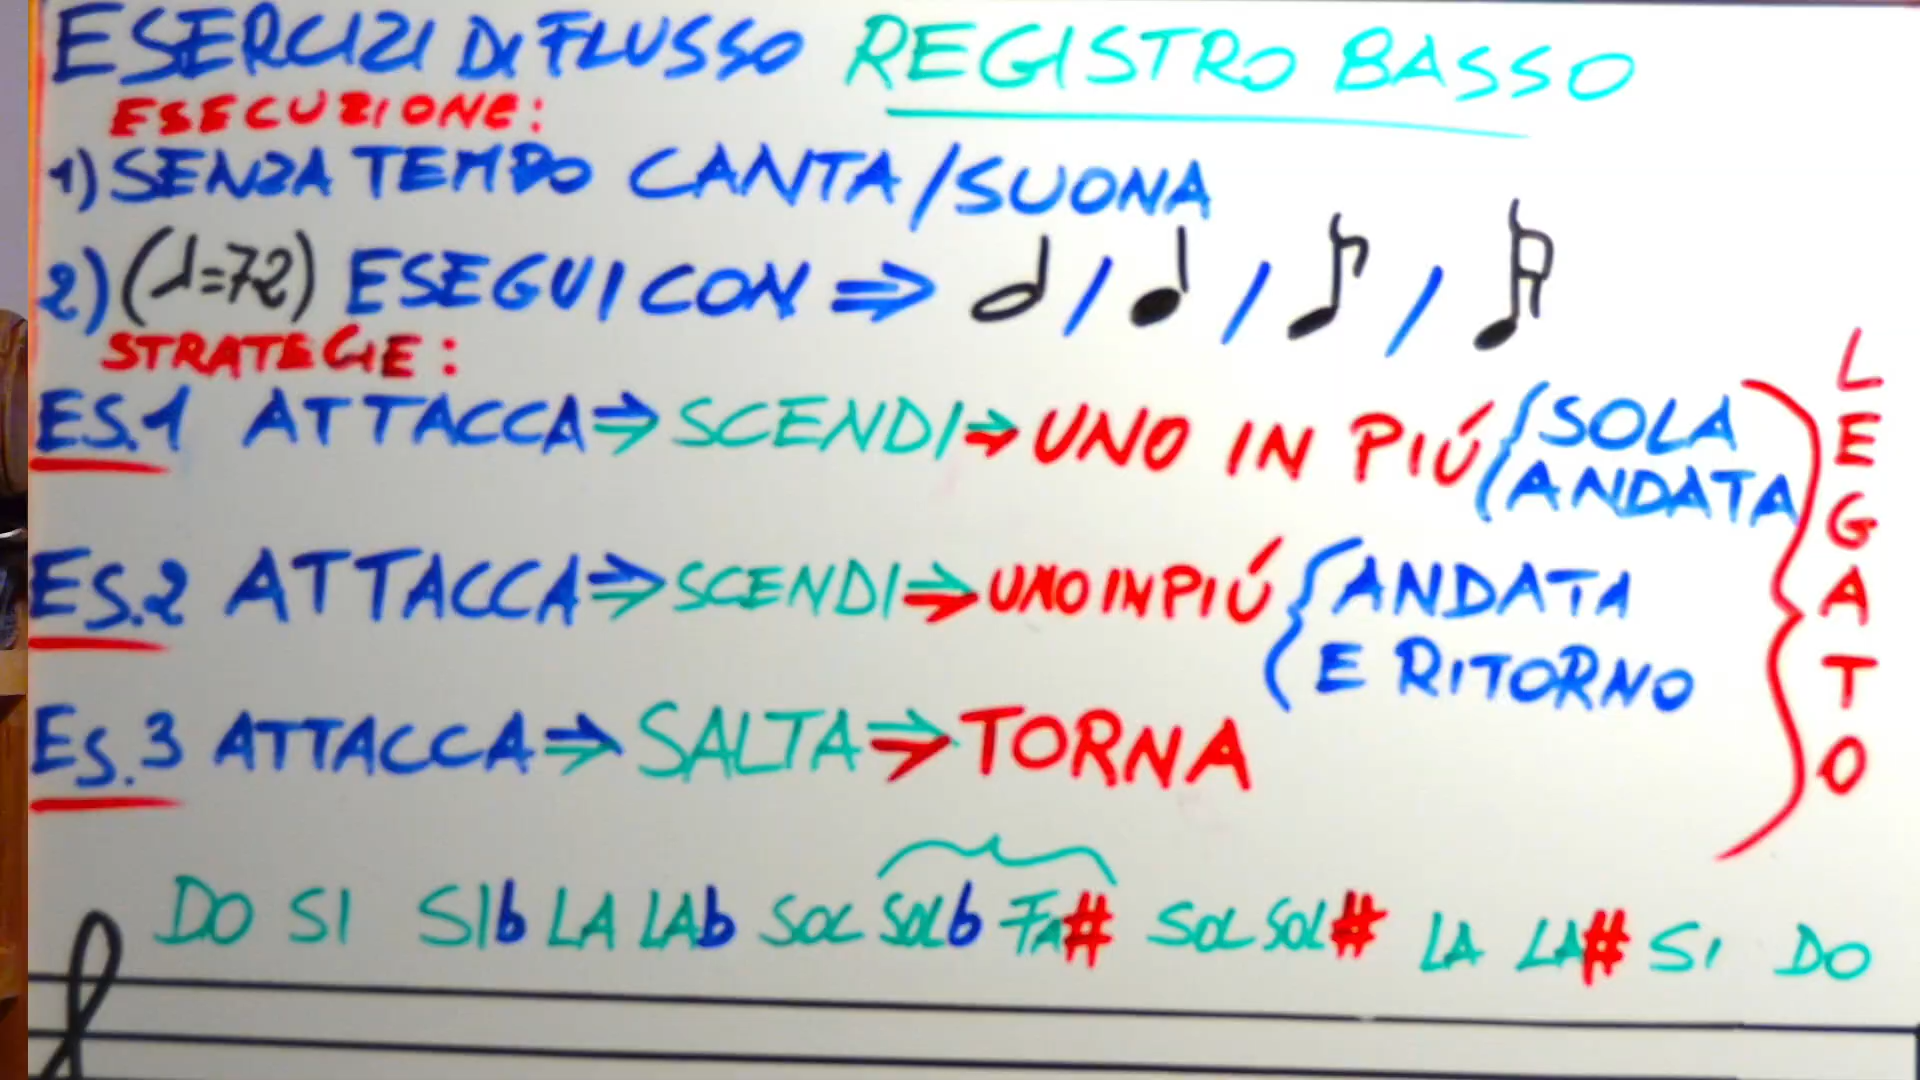 ESERCIZI DI FLUSSO REGISTRO BASSO
ESECUZIONE:
1) SENZA TEMPO CANTA/SUONA
2) (♩=72) ESEGUI CON ⇒ 𝅗𝅥 / ♩ / ♪ / 𝅘𝅥𝅯
STRATEGIE:
ES.1 ATTACCA ⇒ SCENDI ⇒ UNO IN PIÚ { SOLA
ANDATA
ES.2 ATTACCA ⇒ SCENDI ⇒ UNO IN PIÚ { ANDATA
E RITORNO
ES.3 ATTACCA ⇒ SALTA ⇒ TORNA
} LEGATO
DO SI SIb LA LAb SOL SOLb FA# SOL SOL# LA LA# SI DO